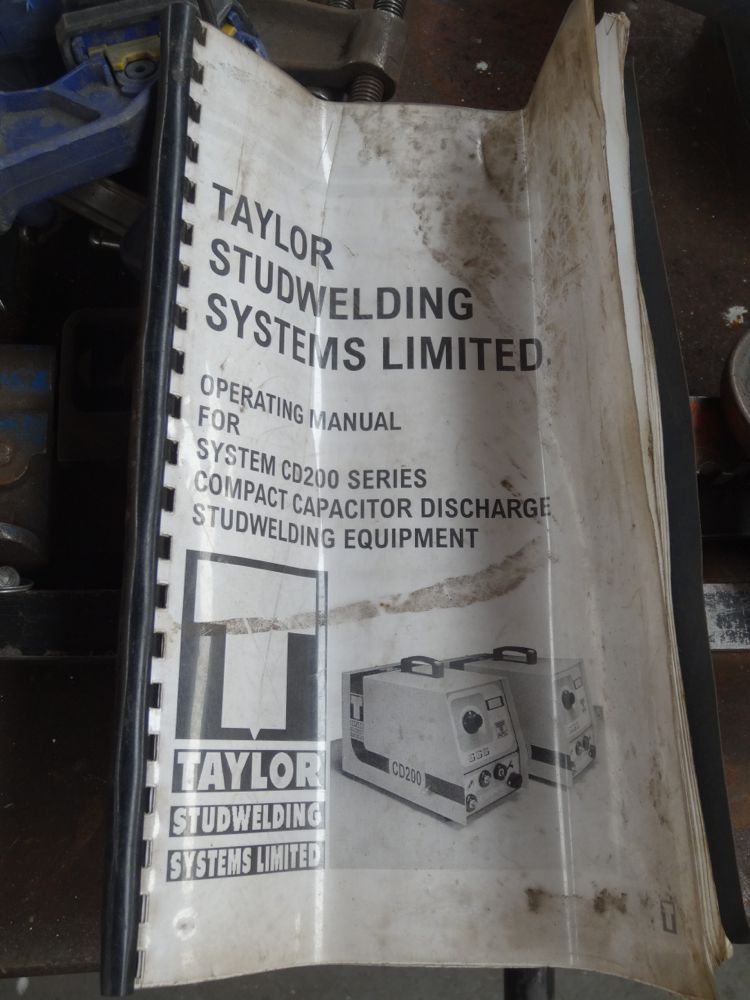 TAYLOR
STUDWELDING
SYSTEMS LIMITED
OPERATING MANUAL
FOR
SYSTEM CD200 SERIES
COMPACT CAPACITOR DISCHARGE
STUDWELDING EQUIPMENT
TAYLOR
STUDWELDING
SYSTEMS LIMITED
CD200